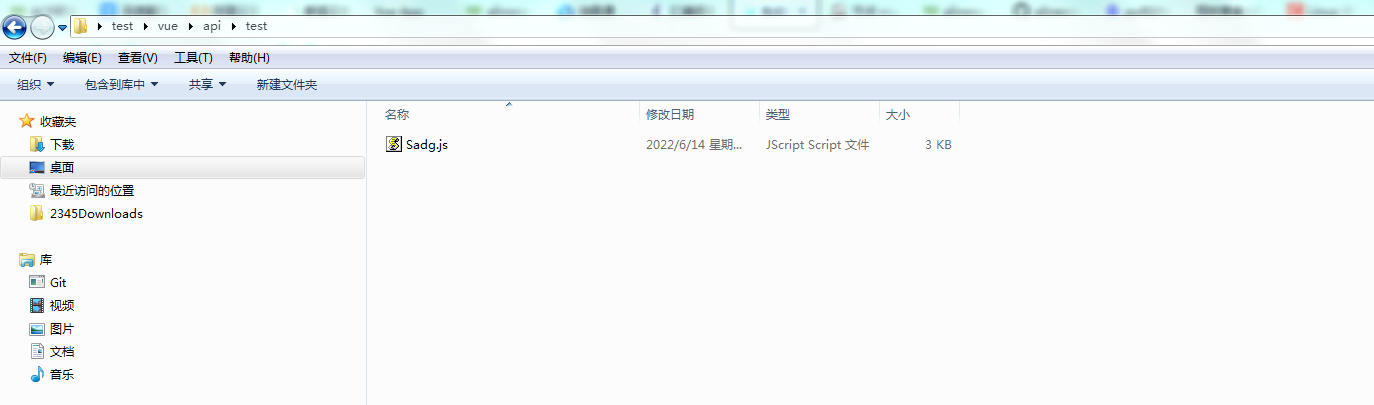 test vue api test
文件(F) 编辑(E) 查看(V) 工具(T) 帮助(H)
组织 包含到库中 共享 新建文件夹
收藏夹
下载
桌面
最近访问的位置
2345Downloads
库
Git
视频
图片
文档
音乐
名称 修改日期 类型 大小
Sadg.js 2022/6/14 星期... JScript Script 文件 3 KB